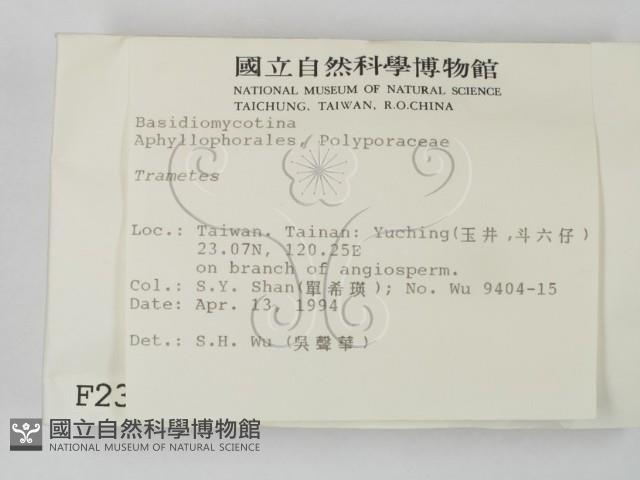 國立自然科學博物館
NATIONAL MUSEUM OF NATURAL SCIENCE
TAICHUNG, TAIWAN, R.O.CHINA
Basidiomycotina
Aphyllophorales, Polyporaceae
Trametes
Loc.: Taiwan. Tainan: Yuching(玉井,斗六仔)
23.07N, 120.25E
on branch of angiosperm.
Col.: S.Y. Shan(單希瑛); No. Wu 9404-15
Date: Apr. 13, 1994
Det.: S.H. Wu (吳聲華)
F23
國立自然科學博物館
NATIONAL MUSEUM OF NATURAL SCIENCE